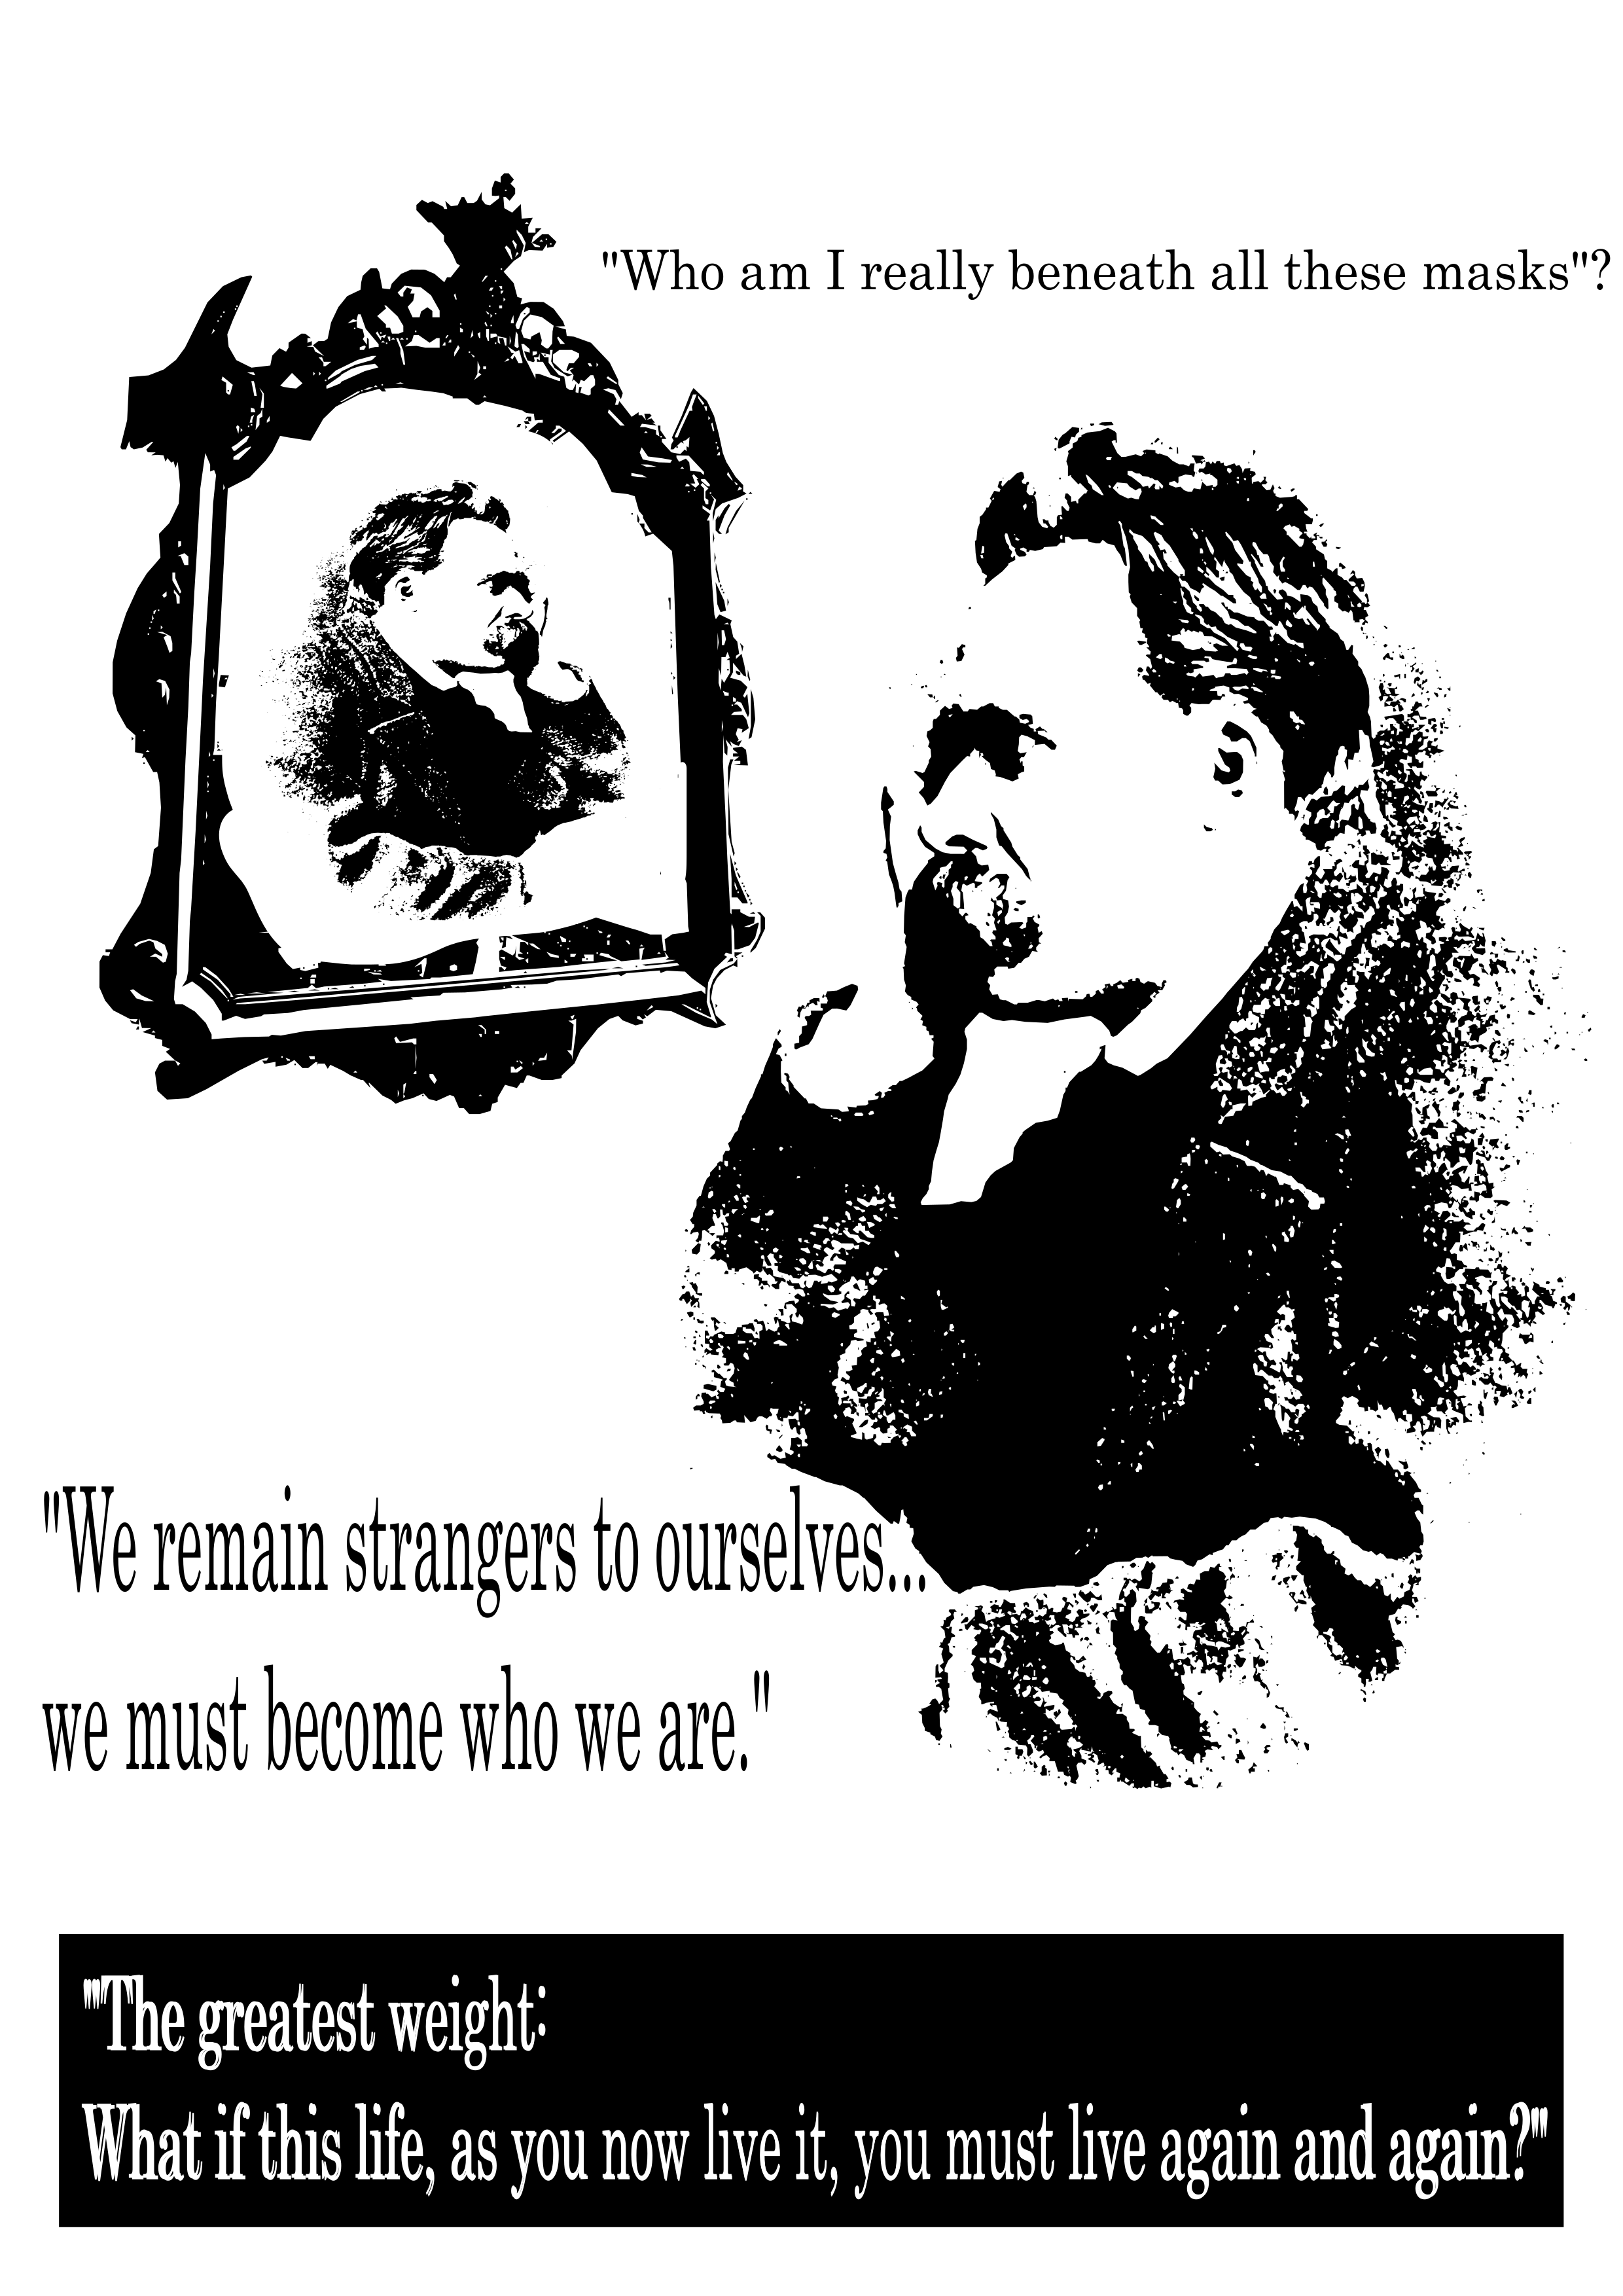 "Who am I really beneath all these masks"?
"We remain strangers to ourselves...
we must become who we are."
"The greatest weight:
What if this life, as you now live it, you must live again and again?"